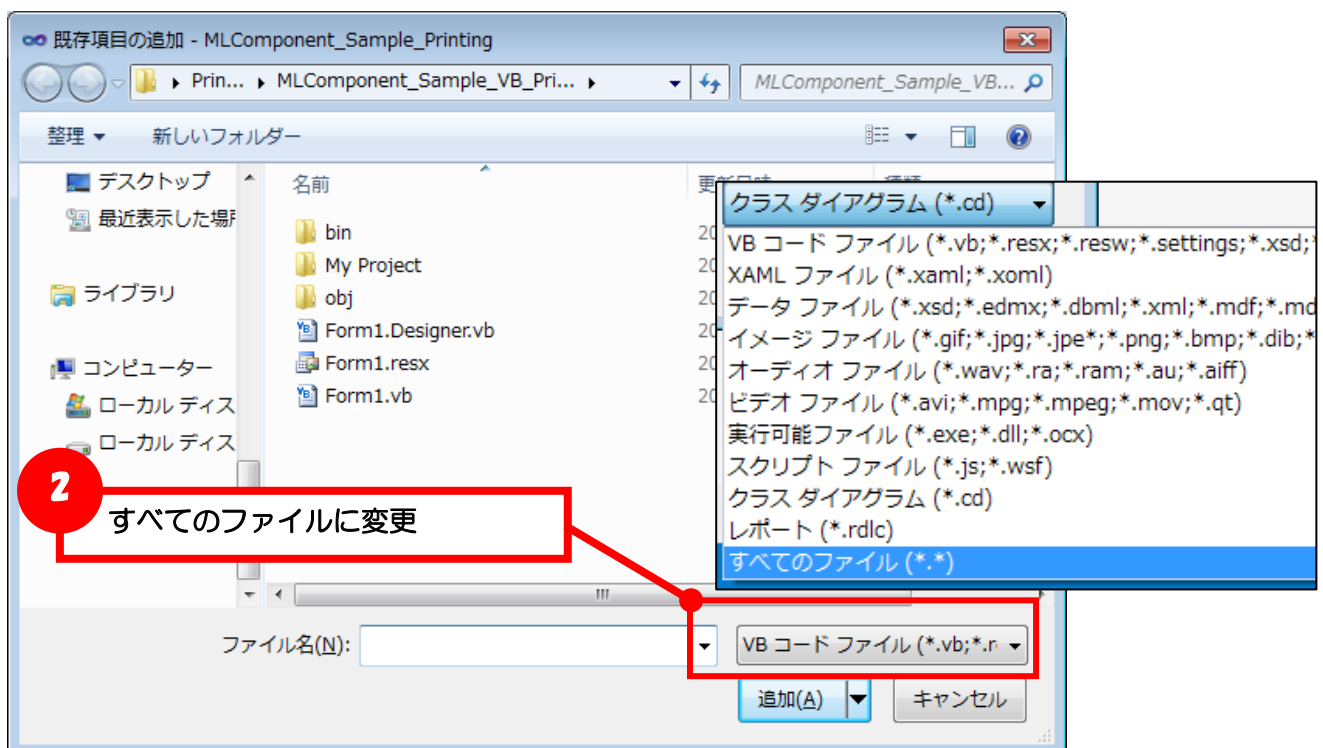 既存項目の追加 - MLComponent_Sample_Printing
Prin... ▸ MLComponent_Sample_VB_Pri... ▸
MLComponent_Sample_VB...
整理 ▼ 新しいフォルダー
デスクトップ
最近表示した場所
ライブラリ
コンピューター
ローカル ディス
ローカル ディス
名前
bin
My Project
obj
Form1.Designer.vb
Form1.resx
Form1.vb
20
20
20
20
20
20
クラス ダイアグラム (*.cd)
VB コード ファイル (*.vb;*.resx;*.resw;*.settings;*.xsd;*
XAML ファイル (*.xaml;*.xoml)
データ ファイル (*.xsd;*.edmx;*.dbml;*.xml;*.mdf;*.md
イメージ ファイル (*.gif;*.jpg;*.jpe*;*.png;*.bmp;*.dib;*
オーディオ ファイル (*.wav;*.ra;*.ram;*.au;*.aiff)
ビデオ ファイル (*.avi;*.mpg;*.mpeg;*.mov;*.qt)
実行可能ファイル (*.exe;*.dll;*.ocx)
スクリプト ファイル (*.js;*.wsf)
クラス ダイアグラム (*.cd)
レポート (*.rdlc)
すべてのファイル (*.*)
2
すべてのファイルに変更
ファイル名(N):
VB コード ファイル (*.vb;*.r
追加(A)
キャンセル